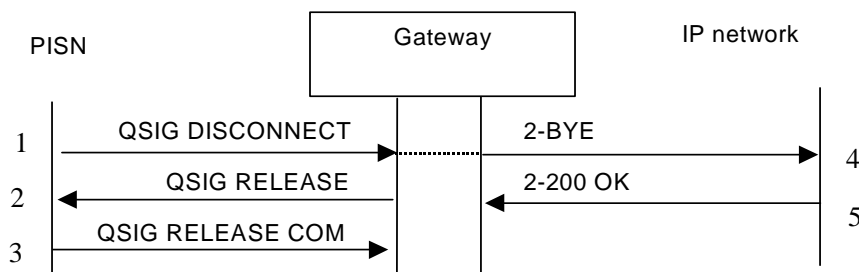 PISN
Gateway
IP network
1
QSIG DISCONNECT
2-BYE
4
2
QSIG RELEASE
2-200 OK
5
3
QSIG RELEASE COM